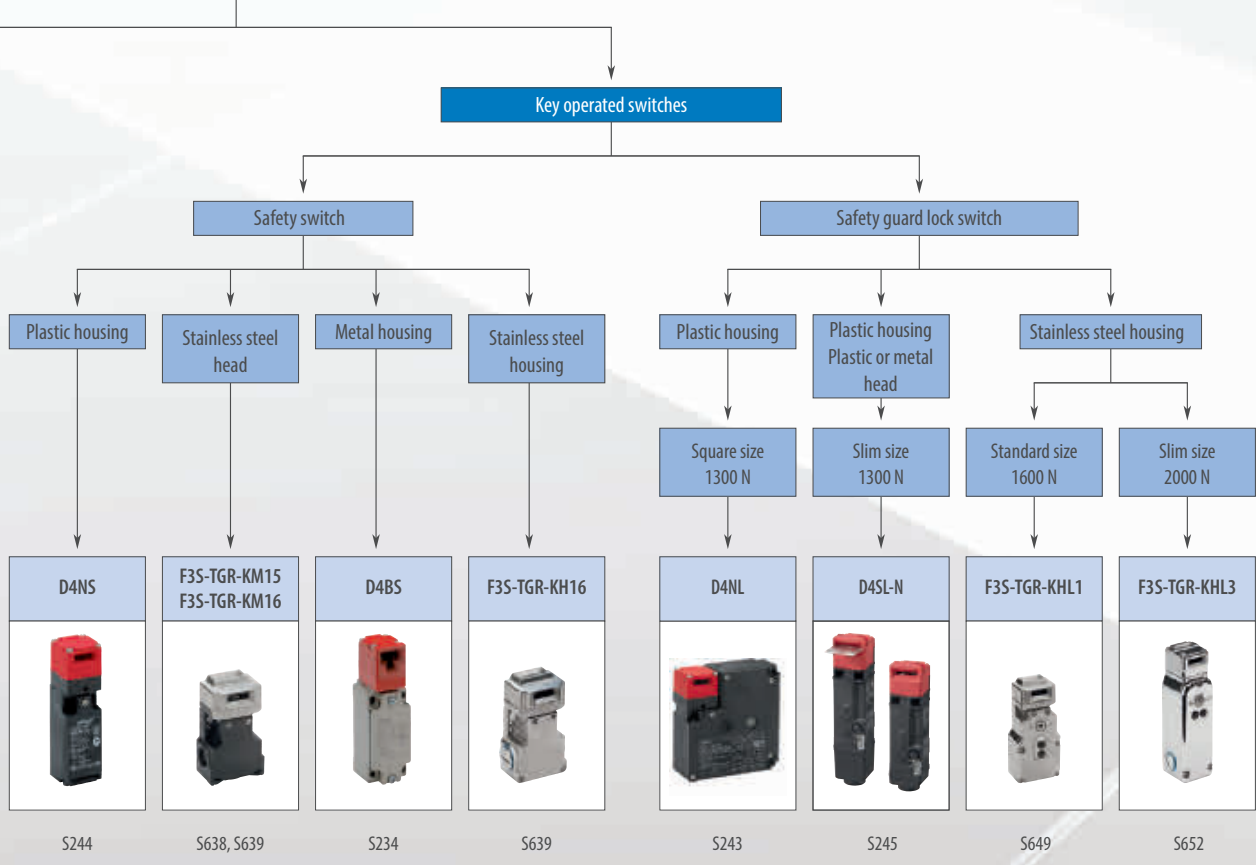 Key operated switches
Safety switch
Safety guard lock switch
Plastic housing
Stainless steel
head
Metal housing
Stainless steel
housing
Plastic housing
Plastic housing
Plastic or metal
head
Stainless steel housing
Square size
1300 N
Slim size
1300 N
Standard size
1600 N
Slim size
2000 N
D4NS
F3S-TGR-KM15
F3S-TGR-KM16
D4BS
F3S-TGR-KH16
D4NL
D4SL-N
F3S-TGR-KHL1
F3S-TGR-KHL3
S244
S638, S639
S234
S639
S243
S245
S649
S652